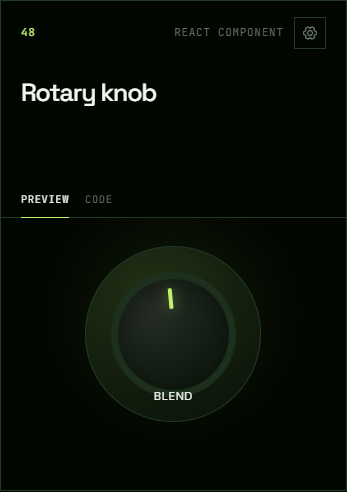 48
REACT COMPONENT
Rotary knob
PREVIEW
CODE
BLEND